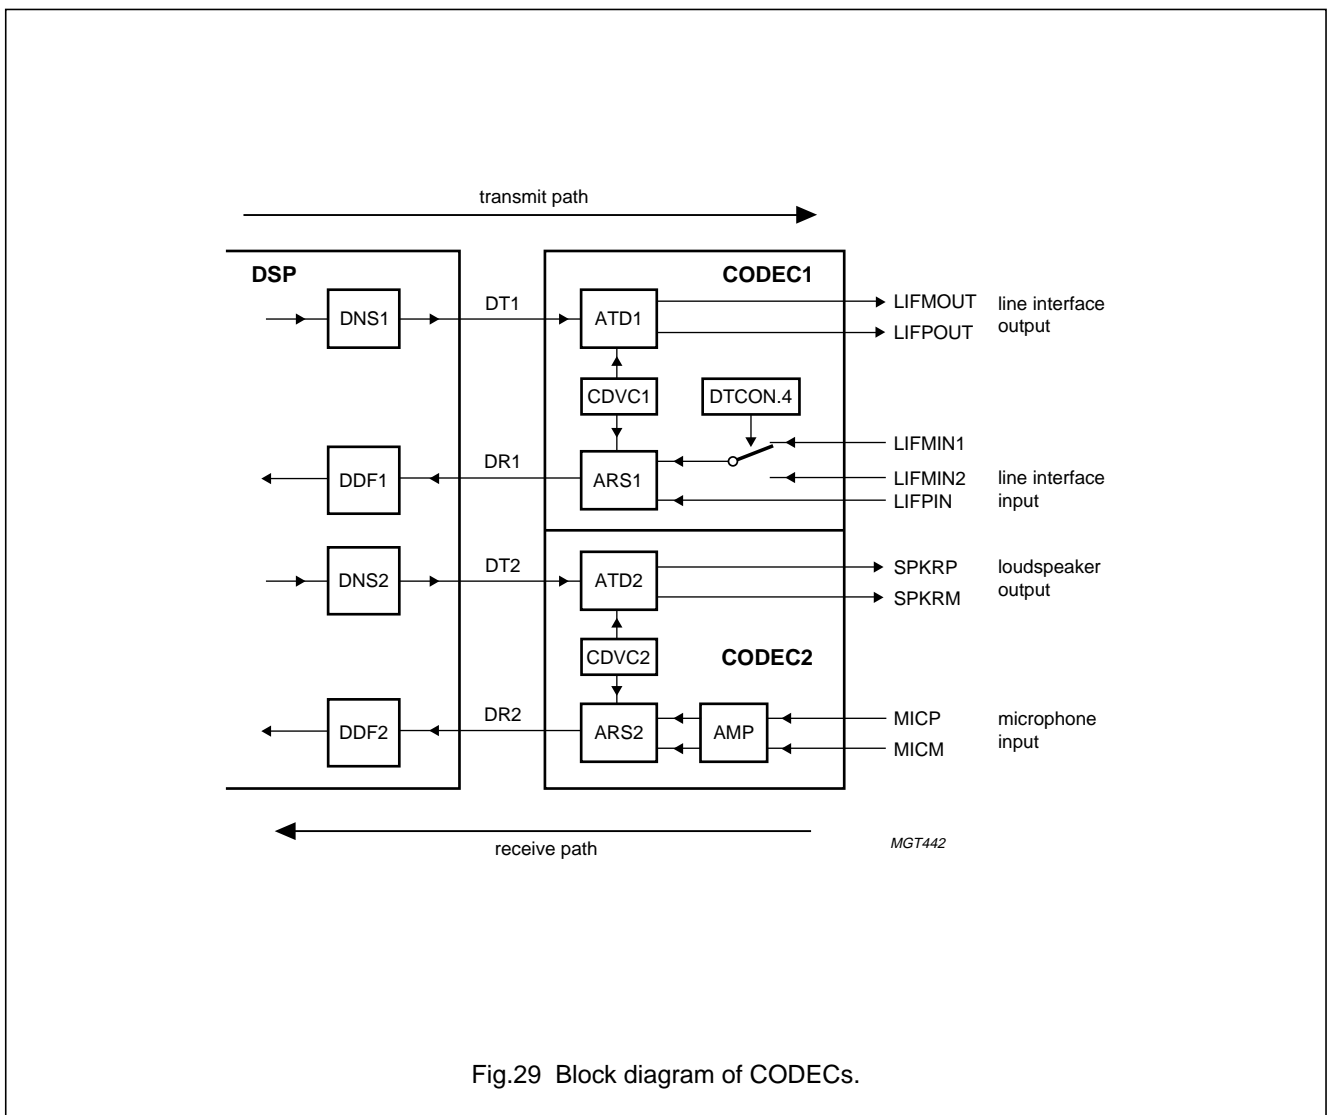 transmit path
DSP
CODEC1
DNS1
DT1
ATD1
LIFMOUT
LIFPOUT
line interface
output
CDVC1
DTCON.4
DDF1
DR1
ARS1
LIFMIN1
LIFMIN2
LIFPIN
line interface
input
DNS2
DT2
ATD2
SPKRP
SPKRM
loudspeaker
output
CDVC2
CODEC2
DDF2
DR2
ARS2
AMP
MICP
MICM
microphone
input
receive path
MGT442
Fig.29 Block diagram of CODECs.